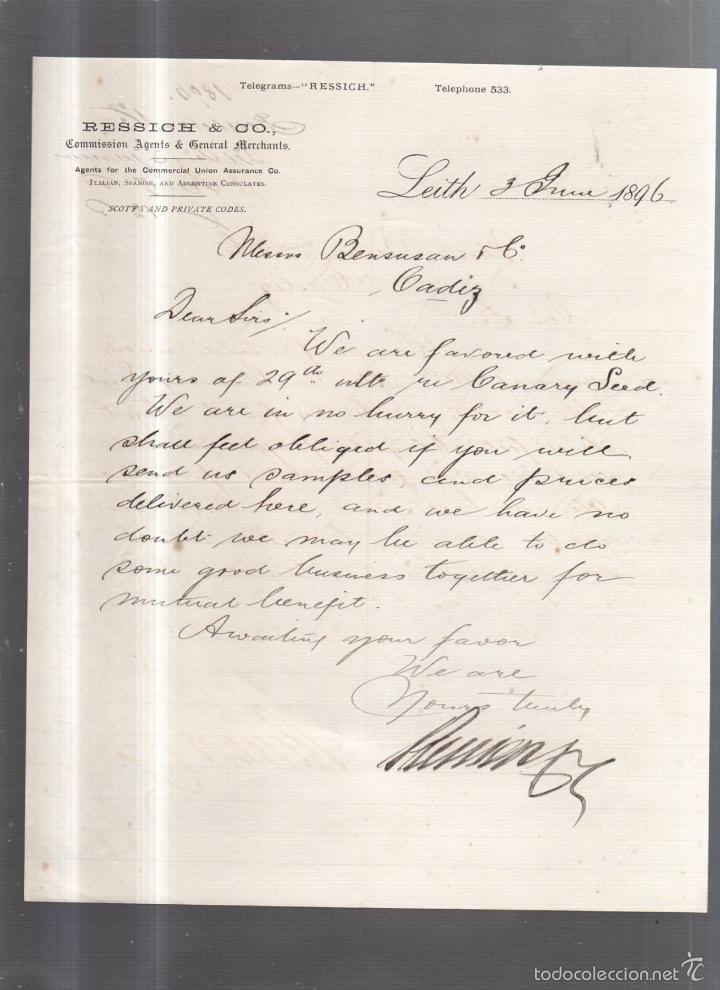 Telegrams—"RESSICH."
Telephone 533.
RESSICH & CO.,
Commission Agents & General Merchants.
Agents for the Commercial Union Assurance Co.
ITALIAN, SPANISH, AND ARGENTINE CONSULATES.
SCOTT'S AND PRIVATE CODES.
Leith 3 June 1896
Messrs Bensusan & Co.
Cadiz
Dear Sirs/.
We are favored with
yours of 29th ult. re Canary Seed.
We are in no hurry for it, but
shall feel obliged if you will
send us samples, and prices
delivered here, and we have no
doubt we may be able to do
some good business together for
mutual benefit.
Awaiting your favor
We are
Yours truly,
Ressich & Co
todocoleccion.net